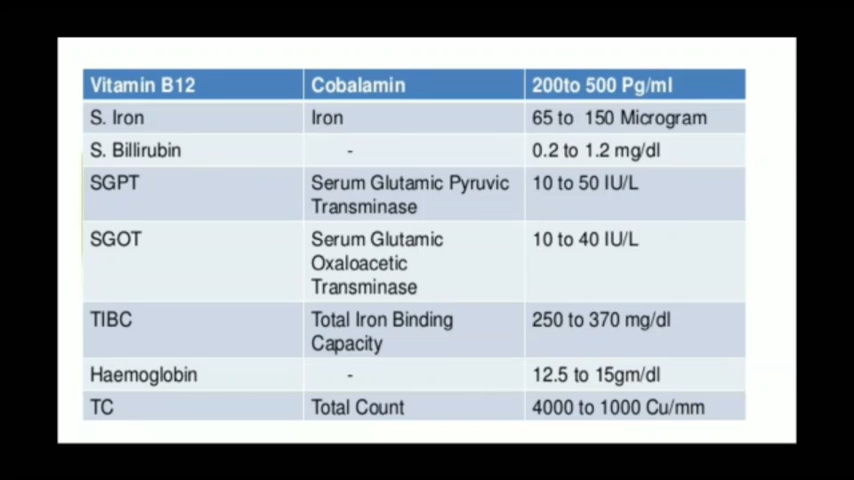 Vitamin B12 Cobalamin 200to 500 Pg/ml
S. Iron Iron 65 to 150 Microgram
S. Billirubin - 0.2 to 1.2 mg/dl
SGPT Serum Glutamic Pyruvic 10 to 50 IU/L
Transminase
SGOT Serum Glutamic 10 to 40 IU/L
Oxaloacetic
Transminase
TIBC Total Iron Binding 250 to 370 mg/dl
Capacity
Haemoglobin - 12.5 to 15gm/dl
TC Total Count 4000 to 1000 Cu/mm